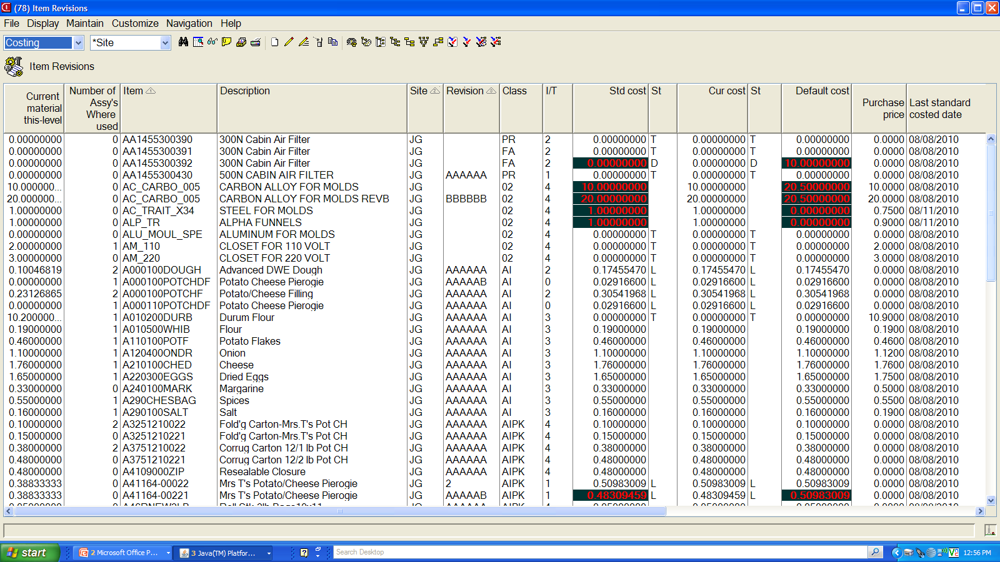 (78) Item Revisions
File Display Maintain Customize Navigation Help
Costing *Site
Item Revisions
Current material this-level Number of Assy's Where used Item Description Site Revision Class I/T Std cost St Cur cost St Default cost Purchase price Last standard costed date
0.00000000 0 AA1455300390 300N Cabin Air Filter JG PR 2 0.00000000 T 0.00000000 T 0.00000000 0.0000 08/08/2010
0.00000000 0 AA1455300391 300N Cabin Air Filter JG FA 2 0.00000000 T 0.00000000 T 0.00000000 0.0000 08/08/2010
0.00000000 0 AA1455300392 300N Cabin Air Filter JG FA 2 0.00000000 D 0.00000000 D 10.00000000 0.0000 08/08/2010
0.00000000 0 AA1455300430 500N CABIN AIR FILTER JG AAAAAA PR 1 0.00000000 T 0.00000000 T 0.00000000 0.0000 08/08/2010
10.000000... 0 AC_CARBO_005 CARBON ALLOY FOR MOLDS JG 02 4 10.00000000 10.00000000 20.50000000 10.0000 08/08/2010
20.000000... 0 AC_CARBO_005 CARBON ALLOY FOR MOLDS REVB JG BBBBBB 02 4 20.00000000 20.00000000 20.50000000 20.0000 08/08/2010
1.00000000 0 AC_TRAIT_X34 STEEL FOR MOLDS JG 02 4 1.00000000 1.00000000 0.00000000 0.7500 08/11/2010
1.00000000 0 ALP_TR ALPHA FUNNELS JG 02 4 1.00000000 1.00000000 0.00000000 0.9000 08/11/2010
0.00000000 0 ALU_MOUL_SPE ALUMINUM FOR MOLDS JG 02 4 0.00000000 T 0.00000000 T 0.00000000 0.0000 08/08/2010
2.00000000 1 AM_110 CLOSET FOR 110 VOLT JG 02 4 0.00000000 T 0.00000000 T 0.00000000 2.0000 08/08/2010
3.00000000 0 AM_220 CLOSET FOR 220 VOLT JG 02 4 0.00000000 T 0.00000000 T 0.00000000 3.0000 08/08/2010
0.10046819 2 A000100DOUGH Advanced DWE Dough JG AAAAAA AI 2 0.17455470 L 0.17455470 L 0.17455470 0.0000 08/08/2010
0.00000000 1 A000100POTCHDF Potato Cheese Pierogie JG AAAAAB AI 0 0.02916600 L 0.02916600 L 0.02916600 0.0000 08/08/2010
0.23126865 2 A000100POTCHF Potato/Cheese Filling JG AAAAAA AI 2 0.30541968 L 0.30541968 L 0.30541968 0.0000 08/08/2010
0.00000000 1 A000110POTCHDF Potato Cheese Pierogie JG AAAAAA AI 0 0.02916600 L 0.02916600 L 0.02916600 0.0000 08/08/2010
10.200000... 1 A010200DURB Durum Flour JG AAAAAA AI 3 0.00000000 T 0.00000000 T 0.00000000 10.9000 08/08/2010
0.19000000 1 A010500WHIB Flour JG AAAAAA AI 3 0.19000000 0.19000000 0.19000000 0.1900 08/08/2010
0.46000000 1 A110100POTF Potato Flakes JG AAAAAA AI 3 0.46000000 0.46000000 0.46000000 0.4600 08/08/2010
1.10000000 1 A120400ONDR Onion JG AAAAAA AI 3 1.10000000 1.10000000 1.10000000 1.1200 08/08/2010
1.76000000 1 A210100CHED Cheese JG AAAAAA AI 3 1.76000000 1.76000000 1.76000000 1.7600 08/08/2010
1.65000000 1 A220300EGGS Dried Eggs JG AAAAAA AI 3 1.65000000 1.65000000 1.65000000 1.7500 08/08/2010
0.33000000 0 A240100MARK Margarine JG AAAAAA AI 3 0.33000000 0.33000000 0.33000000 0.5000 08/08/2010
0.55000000 1 A290CHESBAG Spices JG AAAAAA AI 3 0.55000000 0.55000000 0.55000000 0.5500 08/08/2010
0.16000000 1 A290100SALT Salt JG AAAAAA AI 3 0.16000000 0.16000000 0.16000000 0.1900 08/08/2010
0.10000000 2 A3251210022 Fold'g Carton-Mrs.T's Pot CH JG AAAAAA AIPK 4 0.10000000 0.10000000 0.10000000 0.0000 08/08/2010
0.15000000 0 A3251210221 Fold'g Carton-Mrs.T's Pot CH JG AAAAAA AIPK 4 0.15000000 0.15000000 0.15000000 0.0000 08/08/2010
0.38000000 2 A3751210022 Corrug Carton 12/1 lb Pot CH JG AAAAAA AIPK 4 0.38000000 0.38000000 0.38000000 0.0000 08/08/2010
0.48000000 0 A3751210221 Corrug Carton 12/2 lb Pot CH JG AAAAAA AIPK 4 0.48000000 0.48000000 0.48000000 0.0000 08/08/2010
0.48000000 0 A4109000ZIP Resealable Closure JG AAAAAA AIPK 4 0.48000000 0.48000000 0.48000000 0.0000 08/08/2010
0.38833333 0 A41164-00022 Mrs T's Potato/Cheese Pierogie JG 2 AIPK 1 0.50983009 L 0.50983009 L 0.50983009 0.0000 08/08/2010
0.38833333 0 A41164-00221 Mrs T's Potato/Cheese Pierogie JG AAAAAB AIPK 1 0.48309459 L 0.48309459 L 0.50983009 0.0000 08/08/2010
start 2 Microsoft Office P... 3 Java(TM) Platfor... Search Desktop 12:56 PM